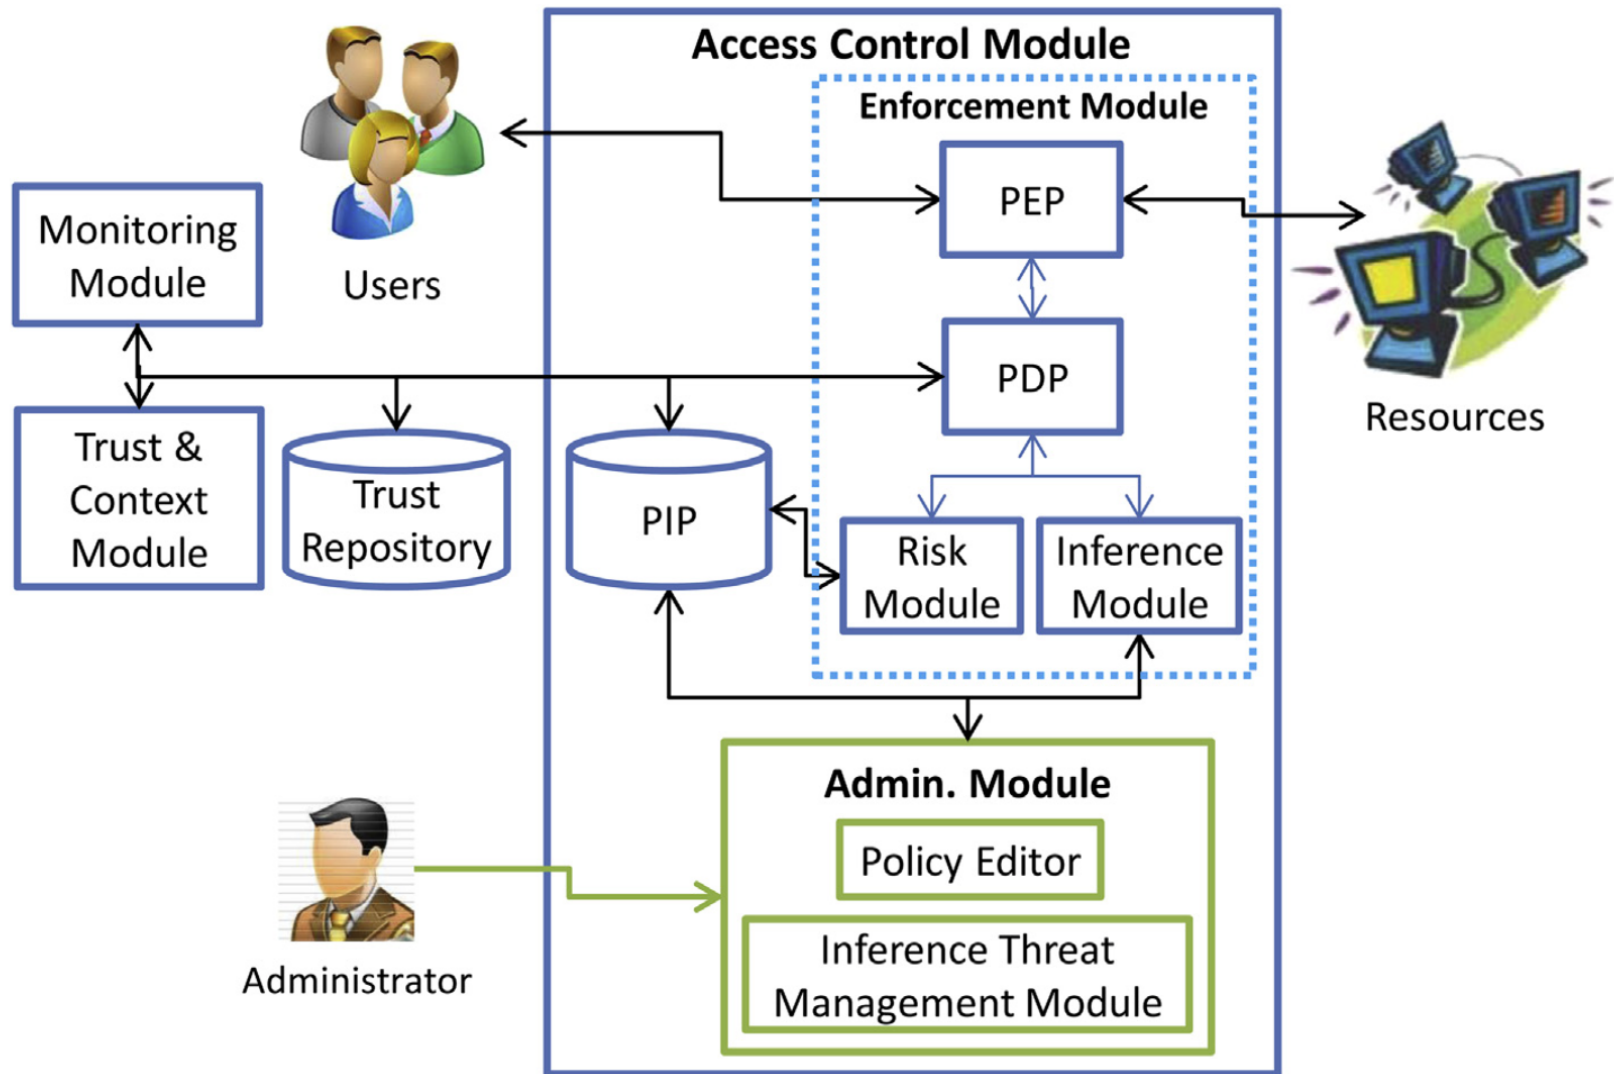 Access Control Module
Enforcement Module
PEP
Monitoring
Module
Users
PDP
Resources
Trust &
Context
Module
Trust
Repository
PIP
Risk
Module
Inference
Module
Admin. Module
Policy Editor
Inference Threat
Management Module
Administrator